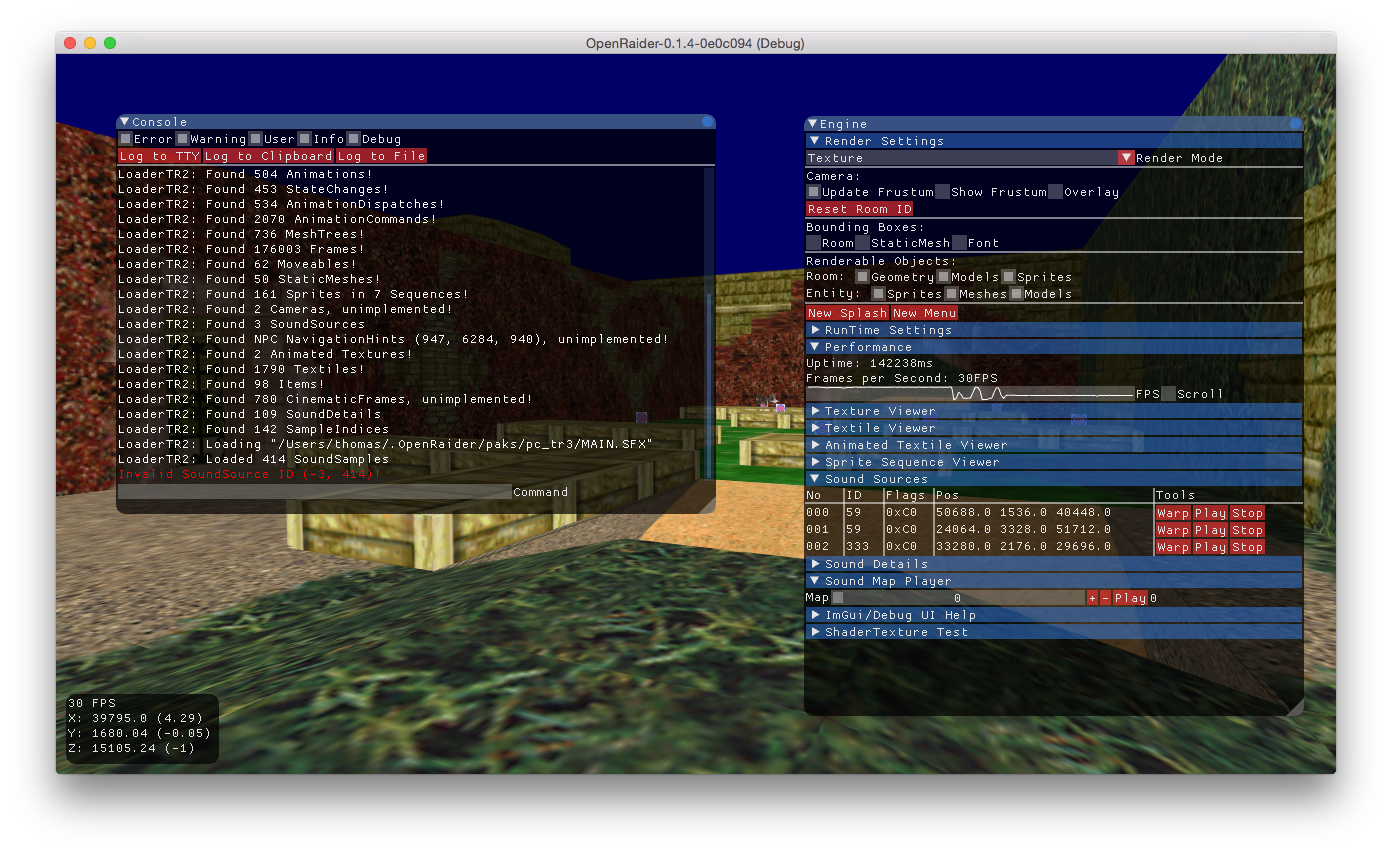 OpenRaider-0.1.4-0e0c094 (Debug)
Console
Error Warning User Info Debug
Log to TTY Log to Clipboard Log to File
LoaderTR2: Found 504 Animations!
LoaderTR2: Found 453 StateChanges!
LoaderTR2: Found 534 AnimationDispatches!
LoaderTR2: Found 2070 AnimationCommands!
LoaderTR2: Found 736 MeshTrees!
LoaderTR2: Found 176003 Frames!
LoaderTR2: Found 62 Moveables!
LoaderTR2: Found 50 StaticMeshes!
LoaderTR2: Found 161 Sprites in 7 Sequences!
LoaderTR2: Found 2 Cameras, unimplemented!
LoaderTR2: Found 3 SoundSources
LoaderTR2: Found NPC NavigationHints (947, 6284, 940), unimplemented!
LoaderTR2: Found 2 Animated Textures!
LoaderTR2: Found 1790 Textiles!
LoaderTR2: Found 98 Items!
LoaderTR2: Found 780 CinematicFrames, unimplemented!
LoaderTR2: Found 109 SoundDetails
LoaderTR2: Found 142 SampleIndices
LoaderTR2: Loading "/Users/thomas/.OpenRaider/paks/pc_tr3/MAIN.SFX"
LoaderTR2: Loaded 414 SoundSamples
Invalid SoundSource ID (-3, 414)!
Command
Engine
Render Settings
Texture Render Mode
Camera:
Update Frustum Show Frustum Overlay
Reset Room ID
Bounding Boxes:
Room StaticMesh Font
Renderable Objects:
Room: Geometry Models Sprites
Entity: Sprites Meshes Models
New Splash New Menu
RunTime Settings
Performance
Uptime: 142238ms
Frames per Second: 30FPS
FPS Scroll
Texture Viewer
Textile Viewer
Animated Textile Viewer
Sprite Sequence Viewer
Sound Sources
No ID Flags Pos Tools
000 59 0xC0 50688.0 1536.0 40448.0 Warp Play Stop
001 59 0xC0 24064.0 3328.0 51712.0 Warp Play Stop
002 333 0xC0 33280.0 2176.0 29696.0 Warp Play Stop
Sound Details
Sound Map Player
Map 0 + - Play 0
ImGui/Debug UI Help
ShaderTexture Test
30 FPS
X: 39795.0 (4.29)
Y: 1680.04 (-0.05)
Z: 15105.24 (-1)